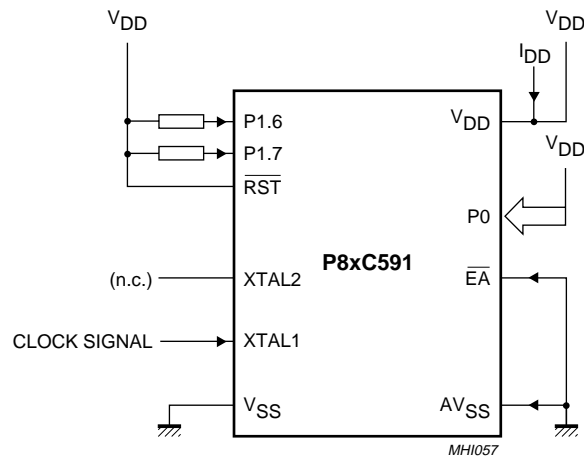 VDD
VDD
IDD
P1.6
VDD
P1.7
RST
VDD
P0
P8xC591
(n.c.)
XTAL2
EA
CLOCK SIGNAL
XTAL1
VSS
AVSS
MHI057